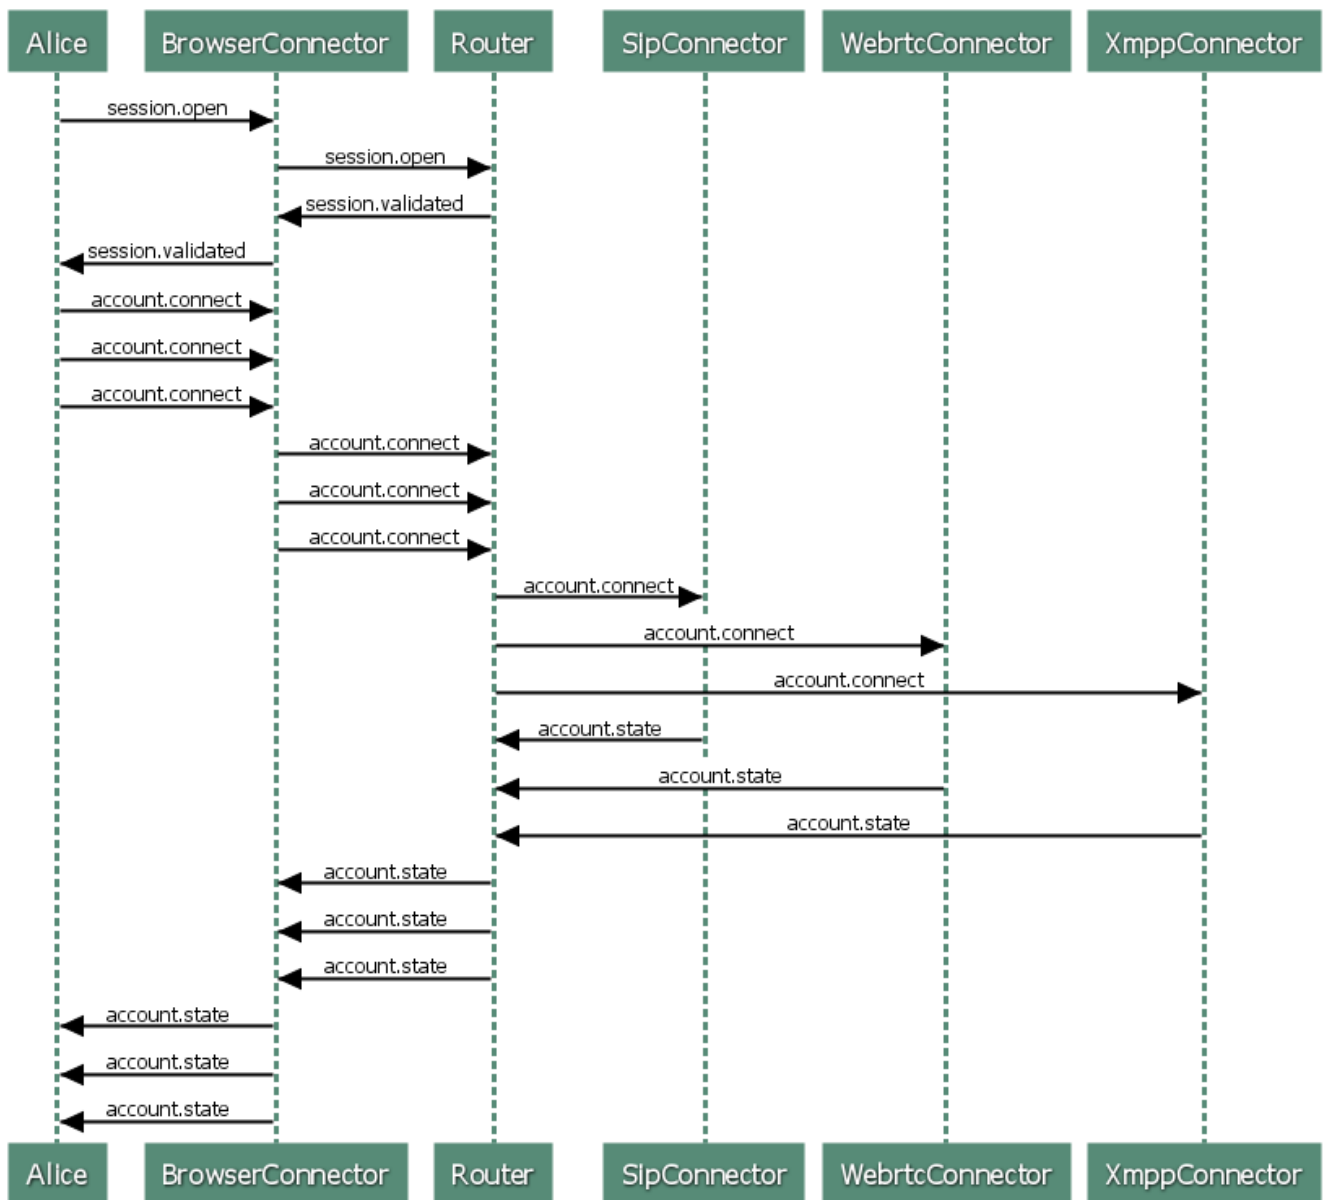 Alice BrowserConnector Router SipConnector WebrtcConnector XmppConnector
session.open
session.open
session.validated
session.validated
account.connect
account.connect
account.connect
account.connect
account.connect
account.connect
account.connect
account.connect
account.connect
account.state
account.state
account.state
account.state
account.state
account.state
account.state
account.state
account.state
Alice BrowserConnector Router SipConnector WebrtcConnector XmppConnector